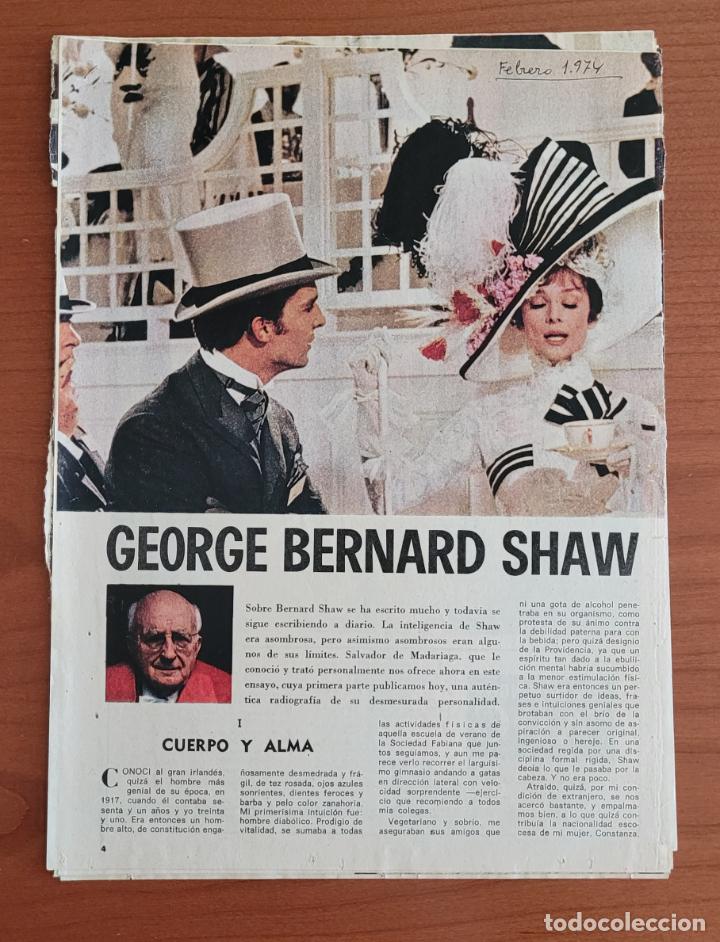 Febrero 1.974
GEORGE BERNARD SHAW
Sobre Bernard Shaw se ha escrito mucho y todavía se
sigue escribiendo a diario. La inteligencia de Shaw
era asombrosa, pero asimismo asombrosos eran algu-
nos de sus límites. Salvador de Madariaga, que le
conoció y trató personalmente nos ofrece ahora en este
ensayo, cuya primera parte publicamos hoy, una autén-
tica radiografía de su desmesurada personalidad.
I
CUERPO Y ALMA
CONOCI al gran irlandés,
quizá el hombre más
genial de su época, en
1917, cuando él contaba se-
senta y un años y yo treinta
y uno. Era entonces un hom-
bre alto, de constitución enga-
ñosamente desmedrada y frá-
gil, de tez rosada, ojos azules
sonrientes, dientes feroces y
barba y pelo color zanahoria.
Mi primerísima intuición fue:
hombre diabólico. Prodigio de
vitalidad, se sumaba a todas
las actividades físicas de
aquella escuela de verano de
la Sociedad Fabiana que jun-
tos seguíamos, y aun me pa-
rece verlo recorrer el larguísi-
mo gimnasio andando a gatas
en dirección lateral con velo-
cidad sorprendente —ejerci-
cio que recomiendo a todos
mis colegas.
Vegetariano y sobrio, me
aseguraban sus amigos que
ni una gota de alcohol pene-
traba en su organismo, como
protesta de su ánimo contra
la debilidad paterna para con
la bebida; pero quizá designio
de la Providencia, ya que un
espíritu tan dado a la ebulli-
ción mental habría sucumbido
a la menor estimulación físi-
ca. Shaw era entonces un per-
petuo surtidor de ideas, fra-
ses e intuiciones geniales que
brotaban con el brío de la
convicción y sin asomo de as-
piración a parecer original,
ingenioso o hereje. En una
sociedad regida por una dis-
ciplina formal rígida, Shaw
decía lo que le pasaba por la
cabeza. Y no era poco.
Atraído, quizá, por mi con-
dición de extranjero, se nos
acercó bastante, y empalma-
mos bien, a lo que quizá con-
tribuía la nacionalidad esco-
cesa de mi mujer, Constanza.
4
todocoleccion